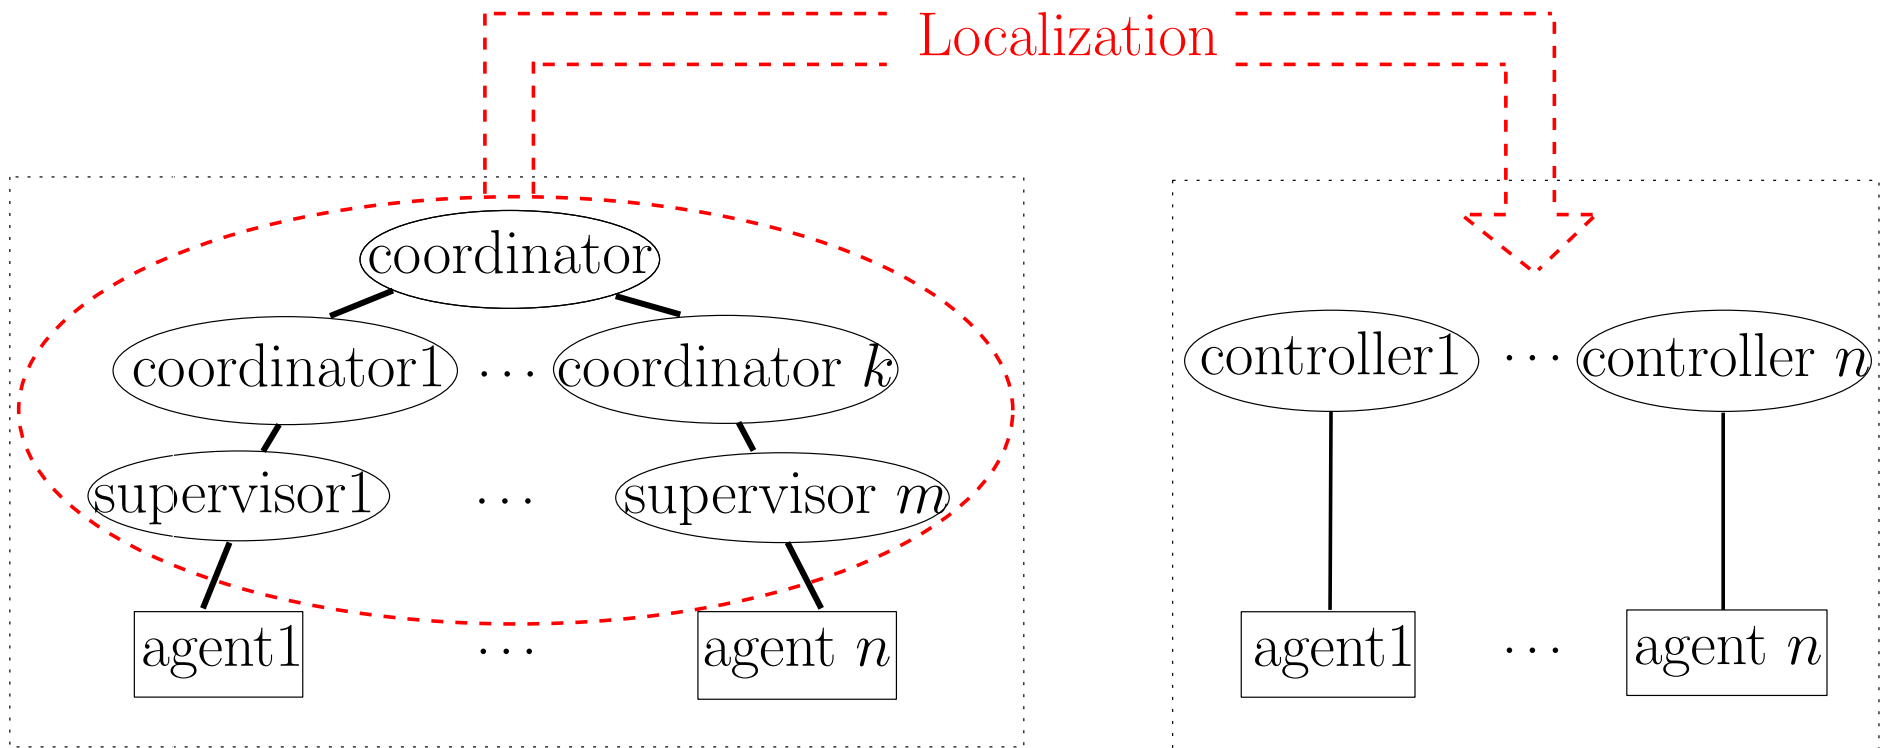 Localization
coordinator
coordinator1 ··· coordinator k
supervisor1 ··· supervisor m
agent1 ··· agent n
controller1 ··· controller n
agent1 ··· agent n